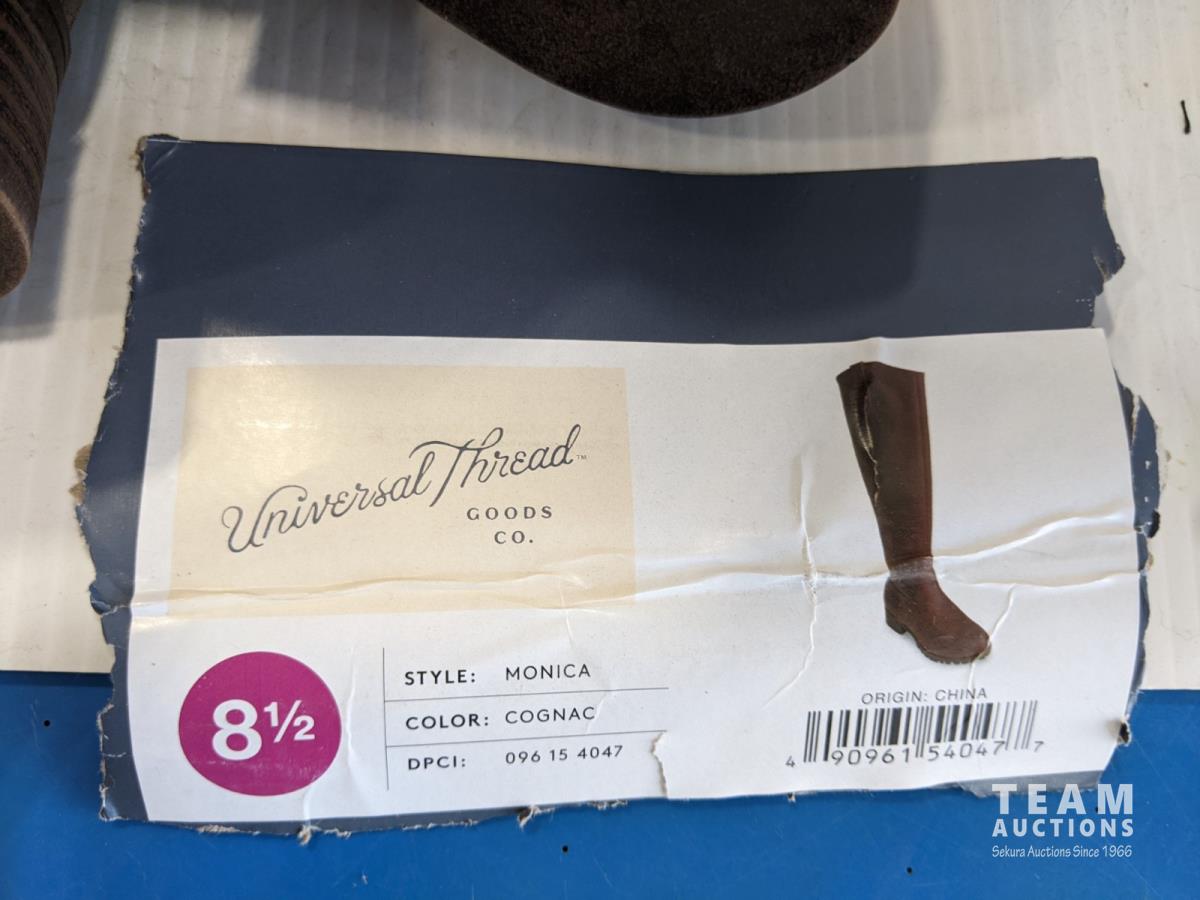 Universal Thread™
GOODS
CO.
8½
STYLE: MONICA
COLOR: COGNAC
DPCI: 096 15 4047
ORIGIN: CHINA
4 90961 54047 7
TEAM
AUCTIONS
Sekura Auctions Since 1966